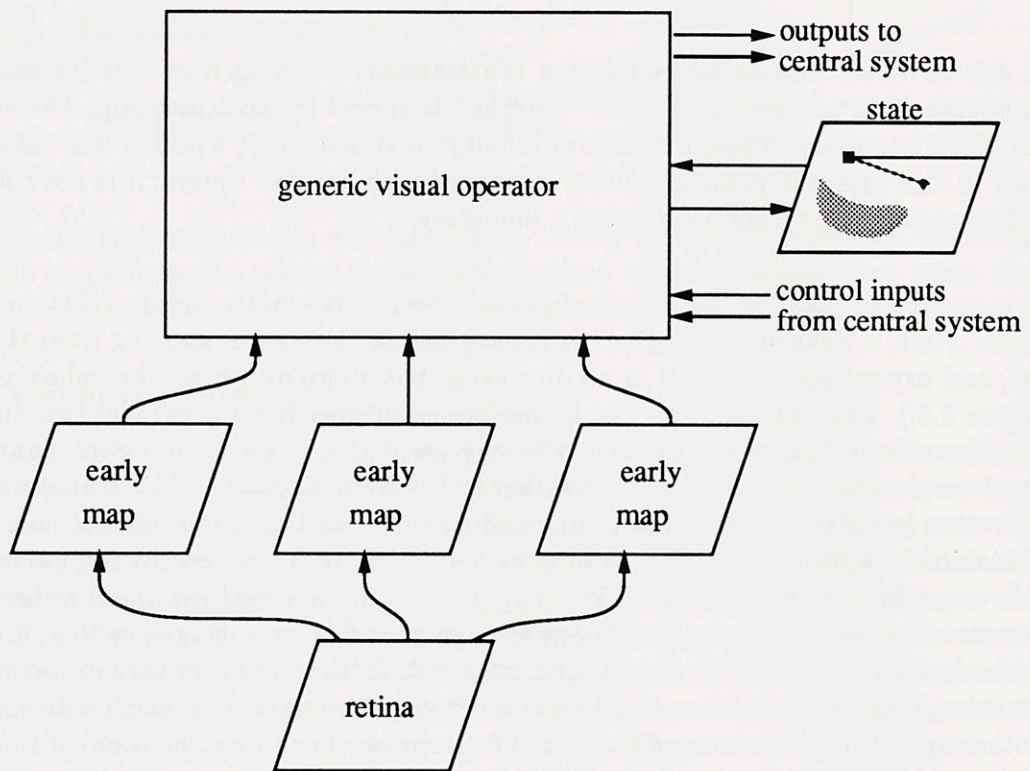 outputs to
central system
state
generic visual operator
control inputs
from central system
early
map
early
map
early
map
retina